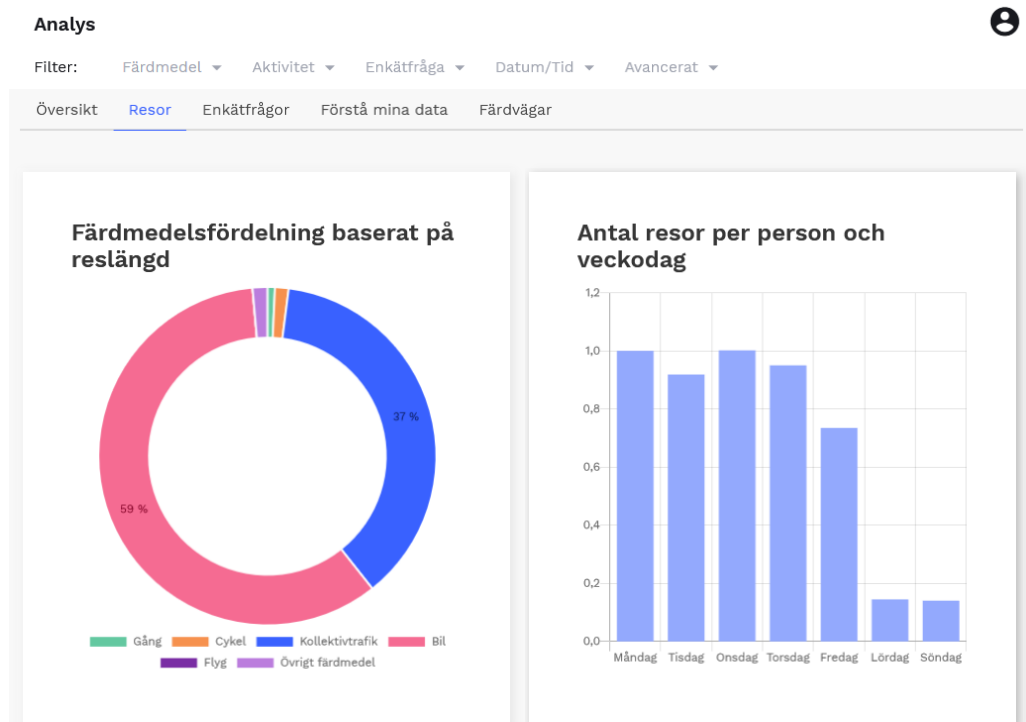 Analys
Filter: Färdmedel Aktivitet Enkätfråga Datum/Tid Avancerat
Översikt Resor Enkätfrågor Förstå mina data Färdvägar
Färdmedelsfördelning baserat på
reslängd
37 %
59 %
Gång Cykel Kollektivtrafik Bil
Flyg Övrigt färdmedel
Antal resor per person och
veckodag
1,2
1,0
0,8
0,6
0,4
0,2
0,0
Måndag Tisdag Onsdag Torsdag Fredag Lördag Söndag